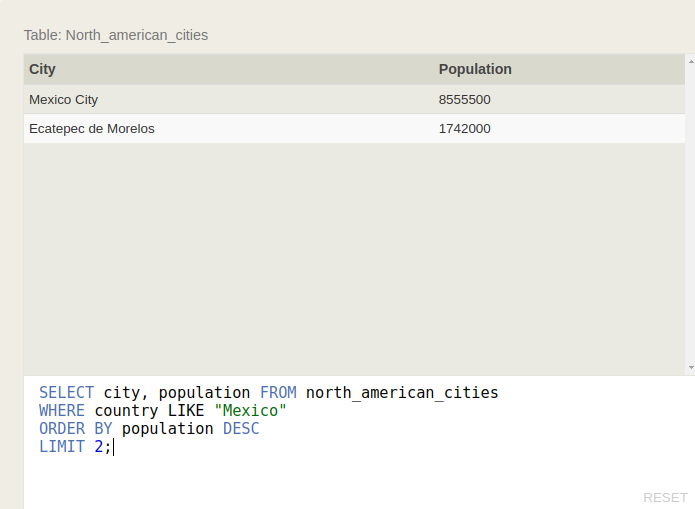 Table: North_american_cities
City Population
Mexico City 8555500
Ecatepec de Morelos 1742000
SELECT city, population FROM north_american_cities
WHERE country LIKE "Mexico"
ORDER BY population DESC
LIMIT 2;
RESET